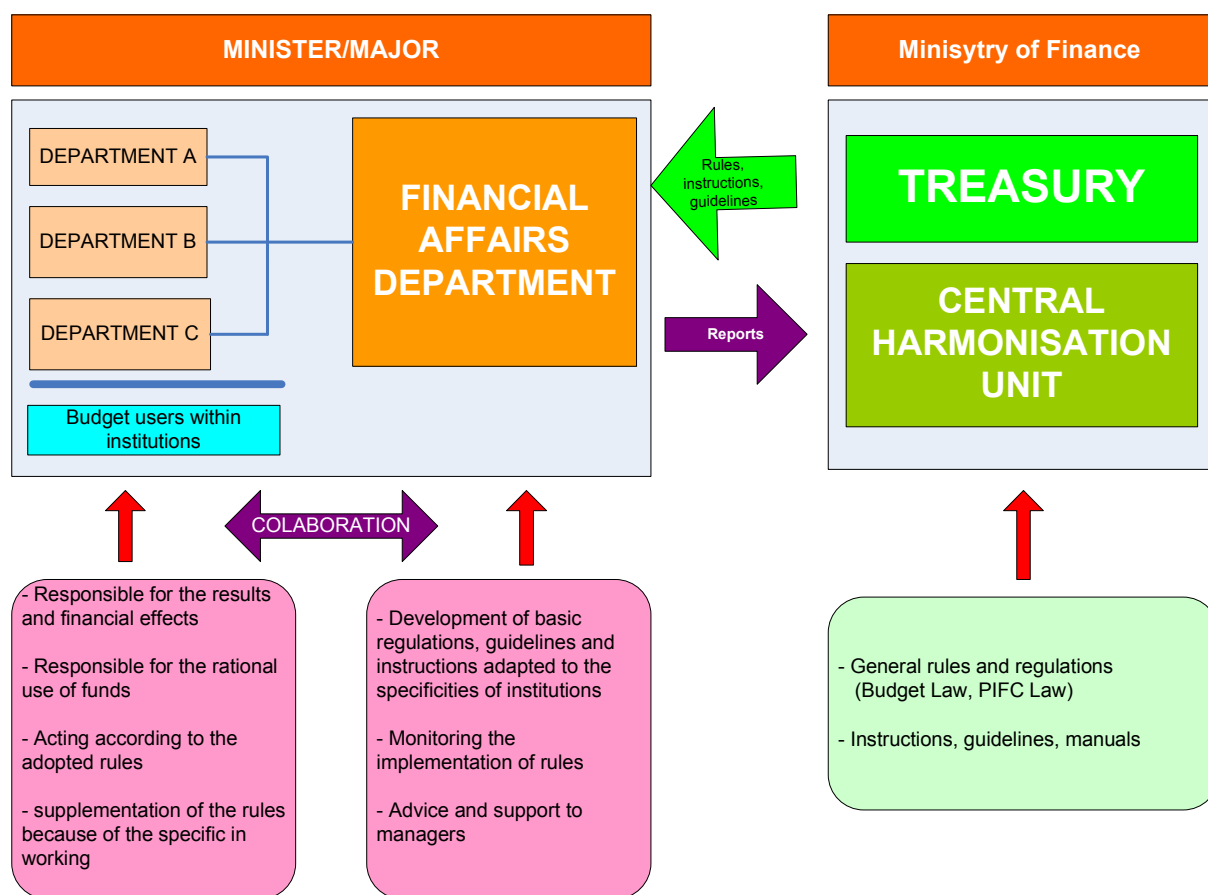 MINISTER/MAJOR
DEPARTMENT A
DEPARTMENT B
DEPARTMENT C
Budget users within
institutions
FINANCIAL
AFFAIRS
DEPARTMENT
Rules,
instructions,
guidelines
Reports
Minisytry of Finance
TREASURY
CENTRAL
HARMONISATION
UNIT
COLABORATION
- Responsible for the results
and financial effects
- Responsible for the rational
use of funds
- Acting according to the
adopted rules
- supplementation of the rules
because of the specific in
working
- Development of basic
regulations, guidelines and
instructions adapted to the
specificities of institutions
- Monitoring the
implementation of rules
- Advice and support to
managers
- General rules and regulations
(Budget Law, PIFC Law)
- Instructions, guidelines, manuals